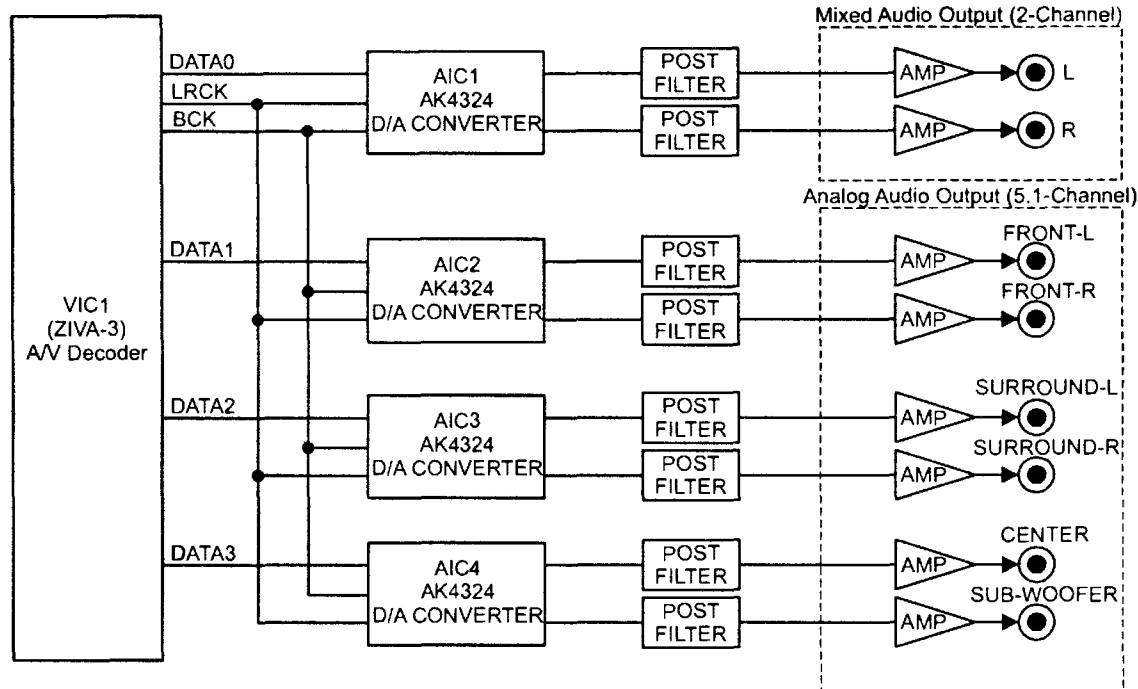 Mixed Audio Output (2-Channel)
DATA0
LRCK
BCK
AIC1
AK4324
D/A CONVERTER
POST
FILTER
AMP
L
POST
FILTER
AMP
R
Analog Audio Output (5.1-Channel)
VIC1
(ZIVA-3)
A/V Decoder
DATA1
AIC2
AK4324
D/A CONVERTER
POST
FILTER
AMP
FRONT-L
POST
FILTER
AMP
FRONT-R
DATA2
AIC3
AK4324
D/A CONVERTER
POST
FILTER
AMP
SURROUND-L
POST
FILTER
AMP
SURROUND-R
DATA3
AIC4
AK4324
D/A CONVERTER
POST
FILTER
AMP
CENTER
POST
FILTER
AMP
SUB-WOOFER